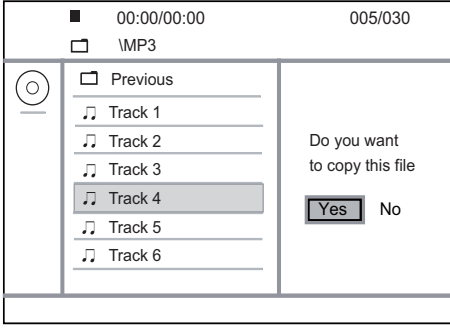 00:00/00:00 005/030
\MP3
Previous
Track 1
Track 2
Track 3
Track 4
Track 5
Track 6
Do you want
to copy this file
Yes No